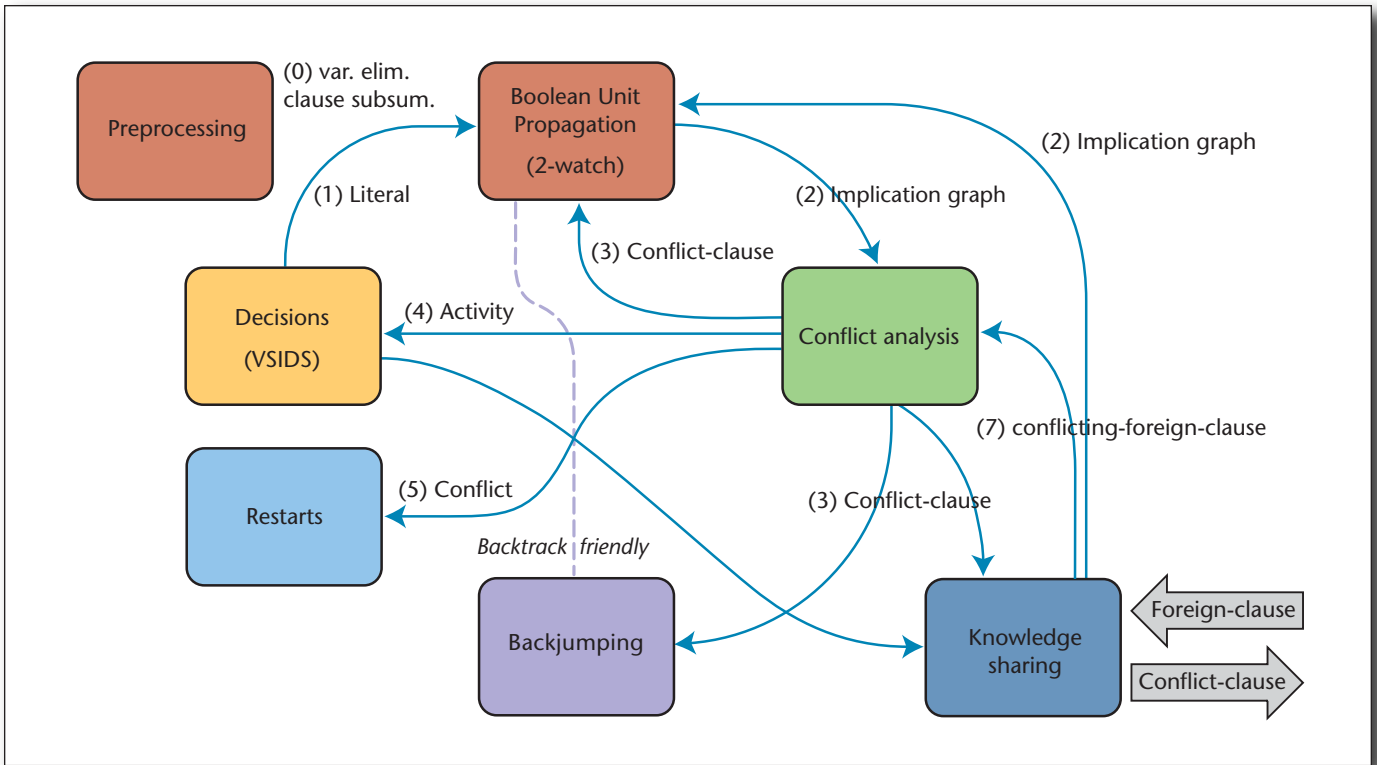 Preprocessing
(0) var. elim.
clause subsum.
Boolean Unit
Propagation
(2-watch)
(2) Implication graph
(1) Literal
(2) Implication graph
(3) Conflict-clause
Decisions
(VSIDS)
(4) Activity
Conflict analysis
(7) conflicting-foreign-clause
Restarts
(5) Conflict
(3) Conflict-clause
Backtrack friendly
Backjumping
Knowledge
sharing
Foreign-clause
Conflict-clause